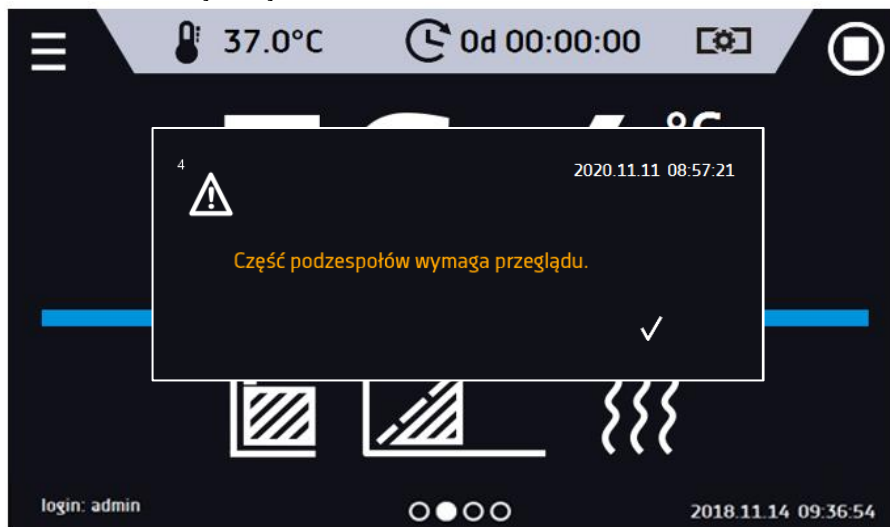 37.0°C
0d 00:00:00
°C
4
2020.11.11 08:57:21
Część podzespołów wymaga przeglądu.
login: admin
2018.11.14 09:36:54